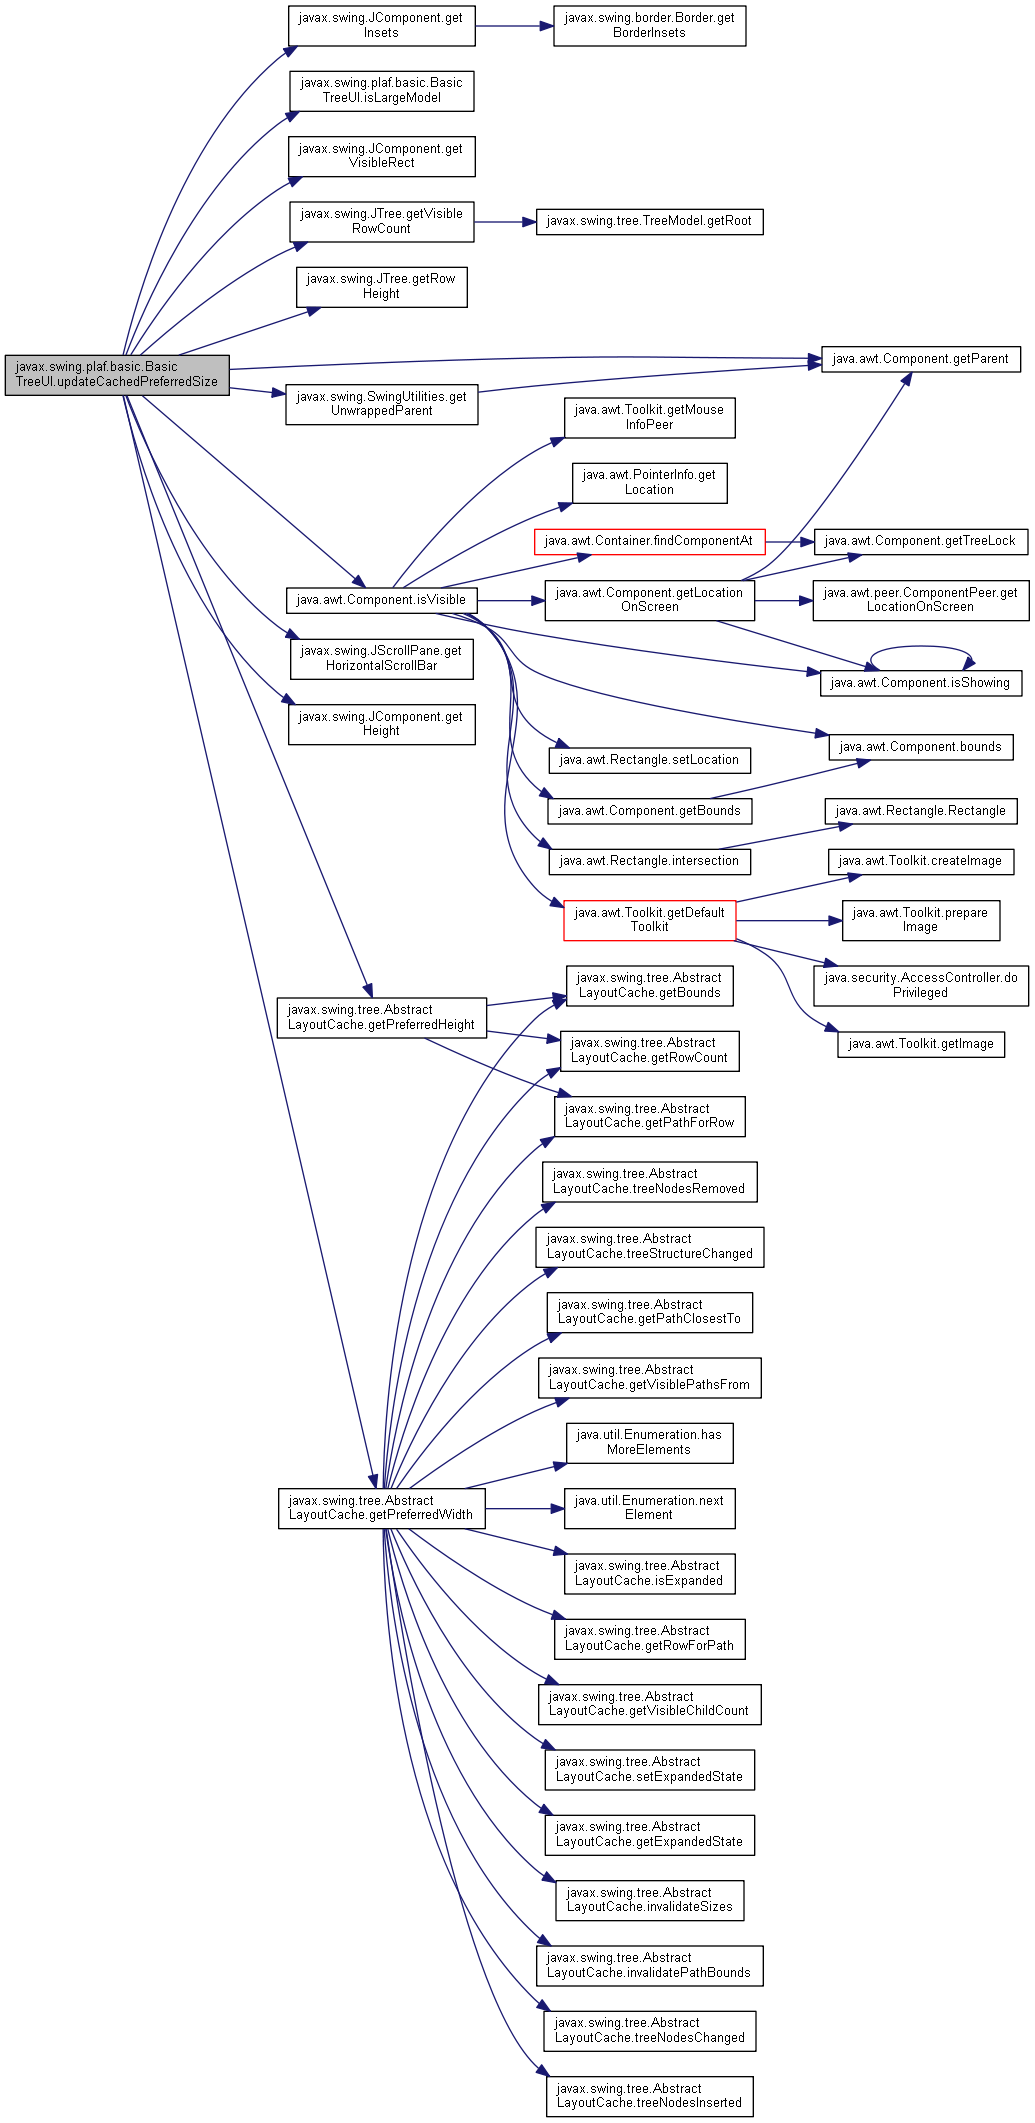 javax.swing.JComponent.get
Insets
javax.swing.border.Border.get
BorderInsets
javax.swing.plaf.basic.Basic
TreeUI.isLargeModel
javax.swing.JComponent.get
VisibleRect
javax.swing.JTree.getVisible
RowCount
javax.swing.tree.TreeModel.getRoot
javax.swing.JTree.getRow
Height
javax.swing.plaf.basic.Basic
TreeUI.updateCachedPreferredSize
java.awt.Component.getParent
javax.swing.SwingUtilities.get
UnwrappedParent
java.awt.Toolkit.getMouse
InfoPeer
java.awt.PointerInfo.get
Location
java.awt.Container.findComponentAt
java.awt.Component.getTreeLock
java.awt.Component.isVisible
java.awt.Component.getLocation
OnScreen
java.awt.peer.ComponentPeer.get
LocationOnScreen
javax.swing.JScrollPane.get
HorizontalScrollBar
java.awt.Component.isShowing
javax.swing.JComponent.get
Height
java.awt.Component.bounds
java.awt.Rectangle.setLocation
java.awt.Component.getBounds
java.awt.Rectangle.Rectangle
java.awt.Rectangle.intersection
java.awt.Toolkit.createImage
java.awt.Toolkit.getDefault
Toolkit
java.awt.Toolkit.prepare
Image
java.security.AccessController.do
Privileged
java.awt.Toolkit.getImage
javax.swing.tree.Abstract
LayoutCache.getBounds
javax.swing.tree.Abstract
LayoutCache.getPreferredHeight
javax.swing.tree.Abstract
LayoutCache.getRowCount
javax.swing.tree.Abstract
LayoutCache.getPathForRow
javax.swing.tree.Abstract
LayoutCache.treeNodesRemoved
javax.swing.tree.Abstract
LayoutCache.treeStructureChanged
javax.swing.tree.Abstract
LayoutCache.getPathClosestTo
javax.swing.tree.Abstract
LayoutCache.getVisiblePathsFrom
java.util.Enumeration.has
MoreElements
javax.swing.tree.Abstract
LayoutCache.getPreferredWidth
java.util.Enumeration.next
Element
javax.swing.tree.Abstract
LayoutCache.isExpanded
javax.swing.tree.Abstract
LayoutCache.getRowForPath
javax.swing.tree.Abstract
LayoutCache.getVisibleChildCount
javax.swing.tree.Abstract
LayoutCache.setExpandedState
javax.swing.tree.Abstract
LayoutCache.getExpandedState
javax.swing.tree.Abstract
LayoutCache.invalidateSizes
javax.swing.tree.Abstract
LayoutCache.invalidatePathBounds
javax.swing.tree.Abstract
LayoutCache.treeNodesChanged
javax.swing.tree.Abstract
LayoutCache.treeNodesInserted